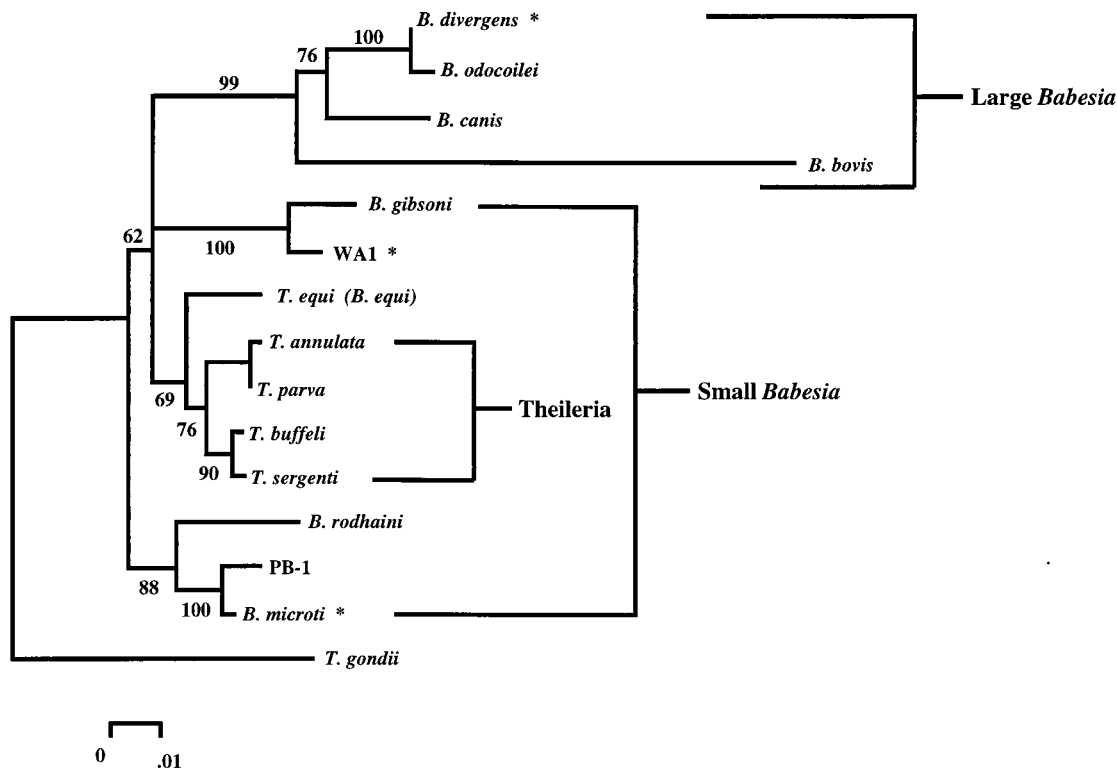 B. divergens *
100
76
B. odocoilei
99
Large Babesia
B. canis
B. bovis
B. gibsoni
62
100
WA1 *
T. equi (B. equi)
T. annulata
T. parva
69
Theileria
Small Babesia
76
T. buffeli
90
T. sergenti
B. rodhaini
PB-1
88
100
B. microti *
T. gondii
0 .01